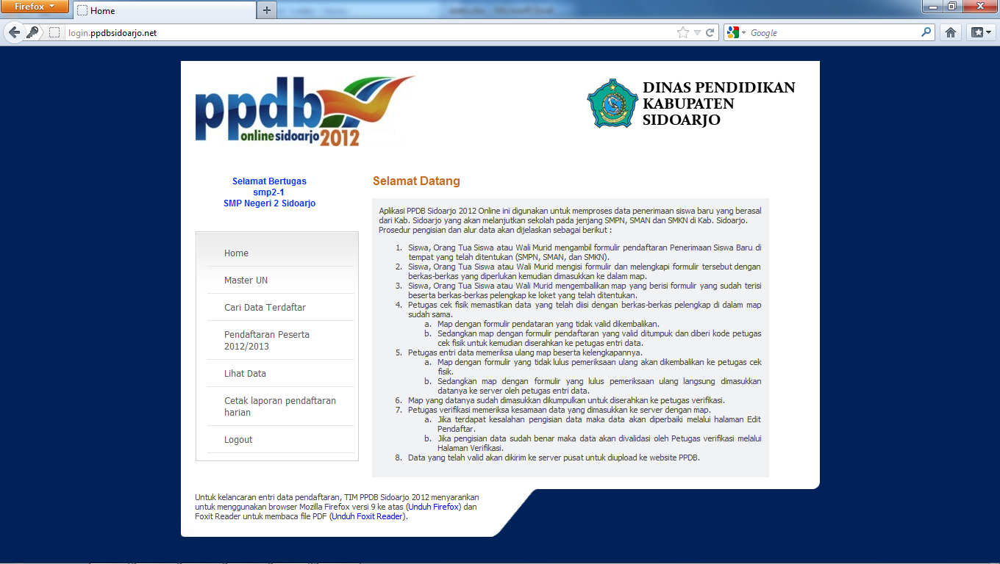 Firefox
Home
login.ppdbsidoarjo.net
Google
ppdb
onlinesidoarjo2012
DINAS PENDIDIKAN
KABUPATEN
SIDOARJO
Selamat Bertugas
smp2-1
SMP Negeri 2 Sidoarjo
Home
Master UN
Cari Data Terdaftar
Pendaftaran Peserta
2012/2013
Lihat Data
Cetak laporan pendaftaran
harian
Logout
Selamat Datang
Aplikasi PPDB Sidoarjo 2012 Online ini digunakan untuk memproses data penerimaan siswa baru yang berasal
dari Kab. Sidoarjo yang akan melanjutkan sekolah pada jenjang SMPN, SMAN dan SMKN di Kab. Sidoarjo.
Prosedur pengisian dan alur data akan dijelaskan sebagai berikut :
1. Siswa, Orang Tua Siswa atau Wali Murid mengambil formulir pendaftaran Penerimaan Siswa Baru di
tempat yang telah ditentukan (SMPN, SMAN, dan SMKN).
2. Siswa, Orang Tua Siswa atau Wali Murid mengisi formulir dan melengkapi formulir tersebut dengan
berkas-berkas yang diperlukan kemudian dimasukkan ke dalam map.
3. Siswa, Orang Tua Siswa atau Wali Murid mengembalikan map yang berisi formulir yang sudah terisi
beserta berkas-berkas pelengkap ke loket yang telah ditentukan.
4. Petugas cek fisik memastikan data yang telah diisi dengan berkas-berkas pelengkap di dalam map
sudah sama.
a. Map dengan formulir pendataran yang tidak valid dikembalikan.
b. Sedangkan map dengan formulir pendaftaran yang valid ditumpuk dan diberi kode petugas
cek fisik untuk kemudian diserahkan ke petugas entri data.
5. Petugas entri data memeriksa ulang map beserta kelengkapannya.
a. Map dengan formulir yang tidak lulus pemeriksaan ulang akan dikembalikan ke petugas cek
fisik.
b. Sedangkan map dengan formulir yang lulus pemeriksaan ulang langsung dimasukkan
datanya ke server oleh petugas entri data.
6. Map yang datanya sudah dimasukkan dikumpulkan untuk diserahkan ke petugas verifikasi.
7. Petugas verifikasi memeriksa kesamaan data yang dimasukkan ke server dengan map.
a. Jika terdapat kesalahan pengisian data maka data akan diperbaiki melalui halaman Edit
Pendaftar.
b. Jika pengisian data sudah benar maka data akan divalidasi oleh Petugas verifikasi melalui
Halaman Verifikasi.
8. Data yang telah valid akan dikirim ke server pusat untuk diupload ke website PPDB.
Untuk kelancaran entri data pendaftaran, TIM PPDB Sidoarjo 2012 menyarankan
untuk menggunakan browser Mozilla Firefox versi 9 ke atas (Unduh Firefox) dan
Foxit Reader untuk membaca file PDF (Unduh Foxit Reader).